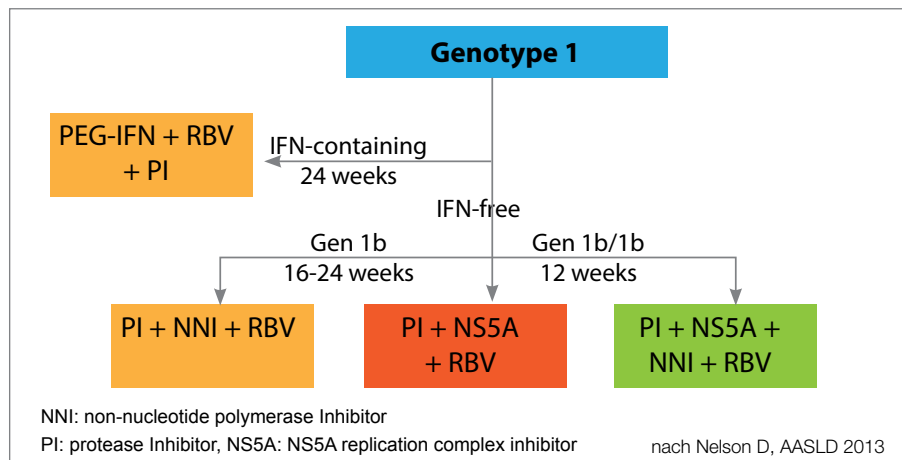 Genotype 1
PEG-IFN + RBV
+ PI
IFN-containing
24 weeks
IFN-free
Gen 1b
16-24 weeks
Gen 1b/1b
12 weeks
PI + NNI + RBV
PI + NS5A
+ RBV
PI + NS5A +
NNI + RBV
NNI: non-nucleotide polymerase Inhibitor
PI: protease Inhibitor, NS5A: NS5A replication complex inhibitor
nach Nelson D, AASLD 2013